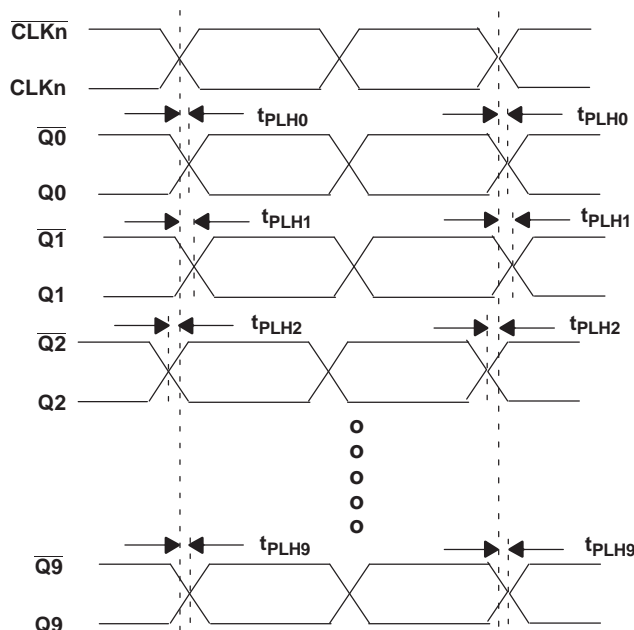 CLKn
CLKn
tPLH0 tPLH0
Q0
Q0
tPLH1 tPLH1
Q1
Q1
tPLH2 tPLH2
Q2
Q2
o
o
o
o
o
tPLH9 tPLH9
Q9
Q9